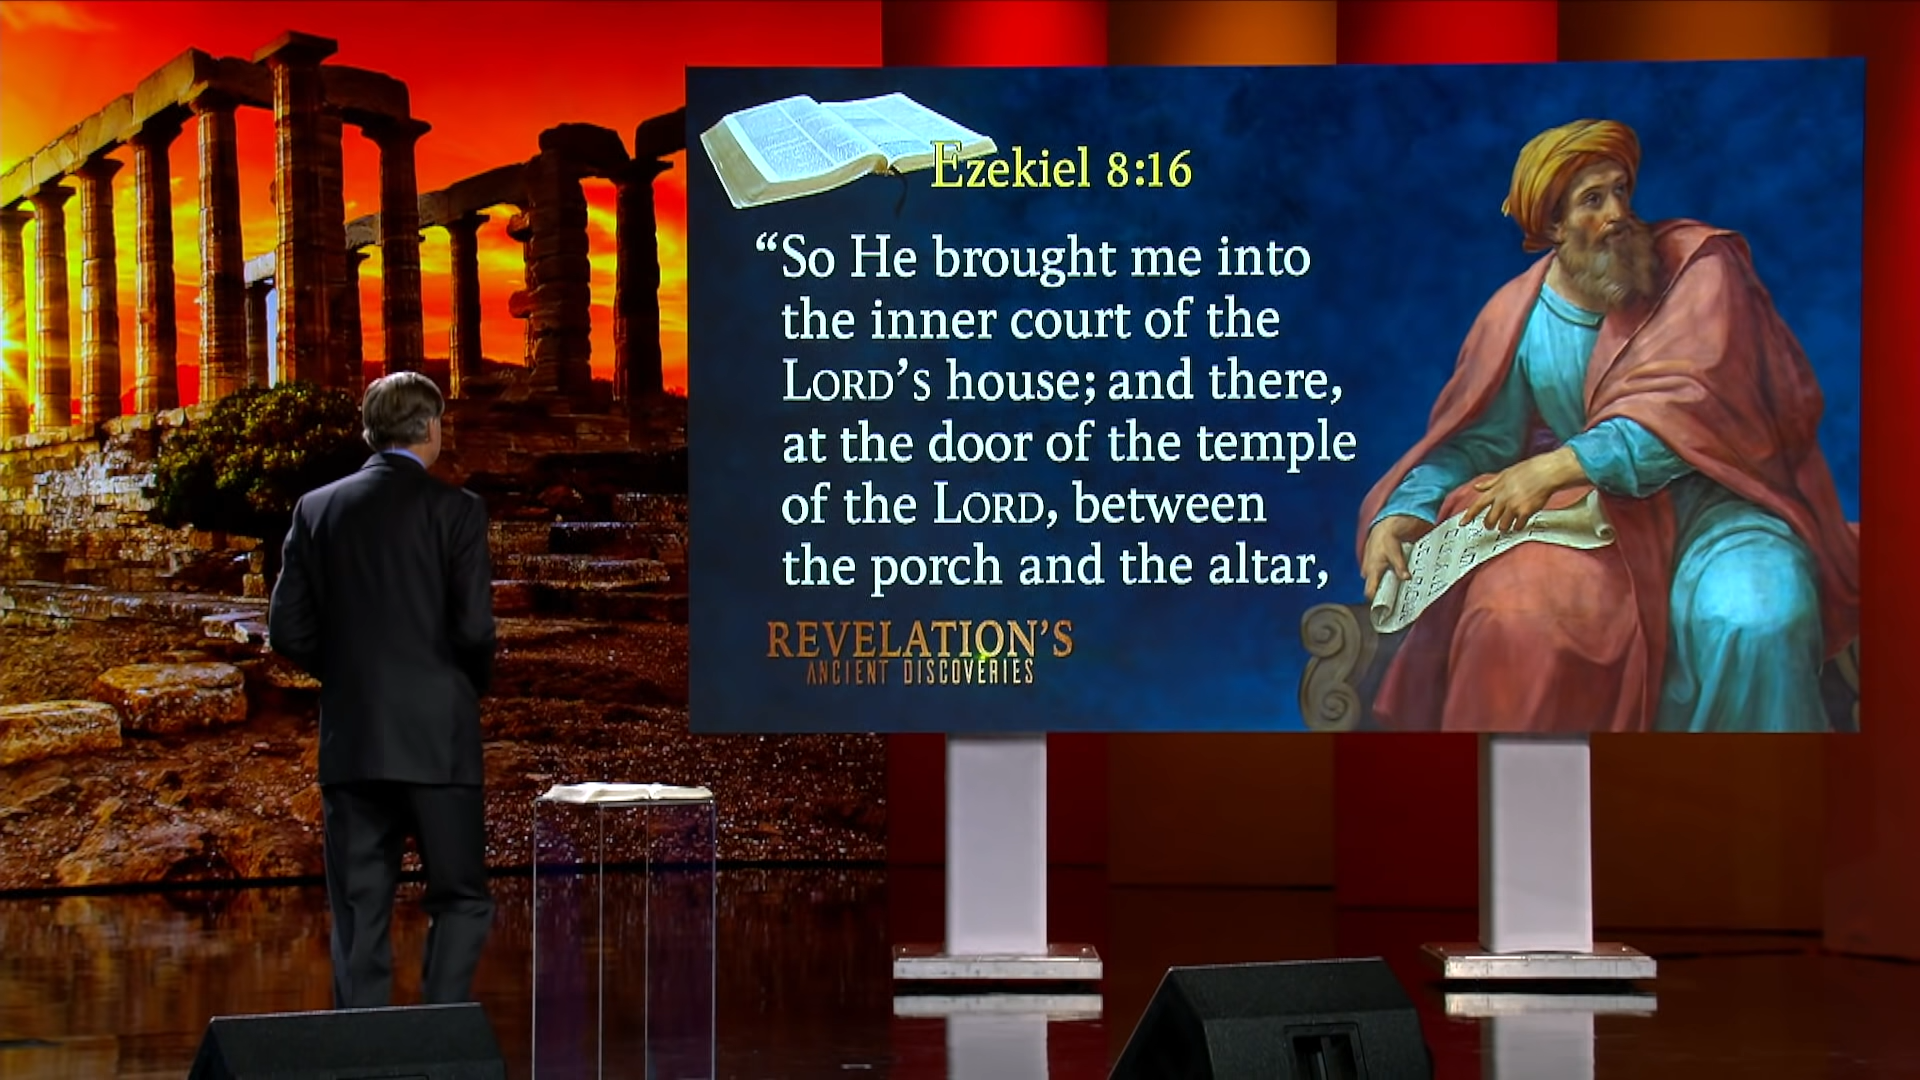 Ezekiel 8:16
“So He brought me into
the inner court of the
LORD’S house; and there,
at the door of the temple
of the LORD, between
the porch and the altar,
REVELATION’S
ANCIENT DISCOVERIES